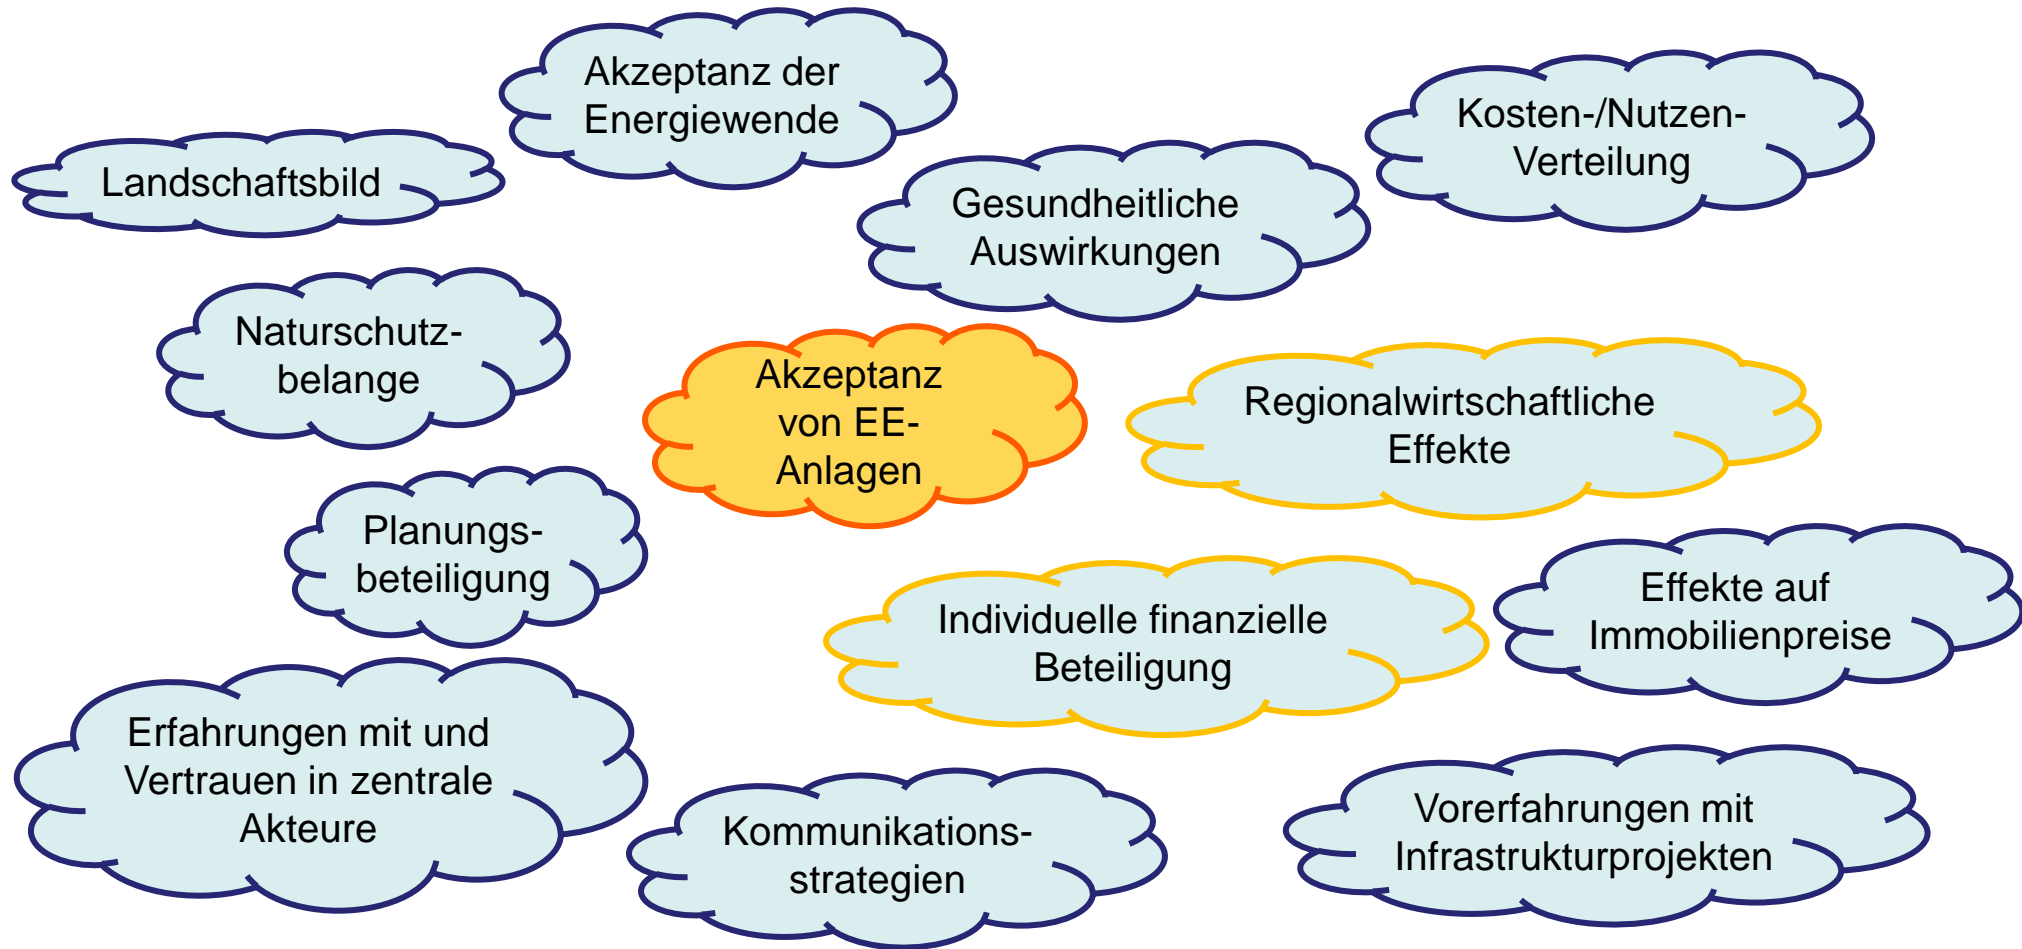 Akzeptanz der
Energiewende
Kosten-/Nutzen-
Verteilung
Landschaftsbild
Gesundheitliche
Auswirkungen
Naturschutz-
belange
Akzeptanz
von EE-
Anlagen
Regionalwirtschaftliche
Effekte
Planungs-
beteiligung
Individuelle finanzielle
Beteiligung
Effekte auf
Immobilienpreise
Erfahrungen mit und
Vertrauen in zentrale
Akteure
Kommunikations-
strategien
Vorerfahrungen mit
Infrastrukturprojekten